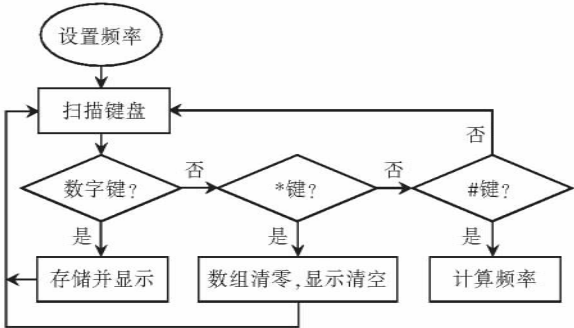 设置频率
扫描键盘
否
数字键?
否
*键?
否
#键?
是
是
是
存储并显示
数组清零,显示清空
计算频率